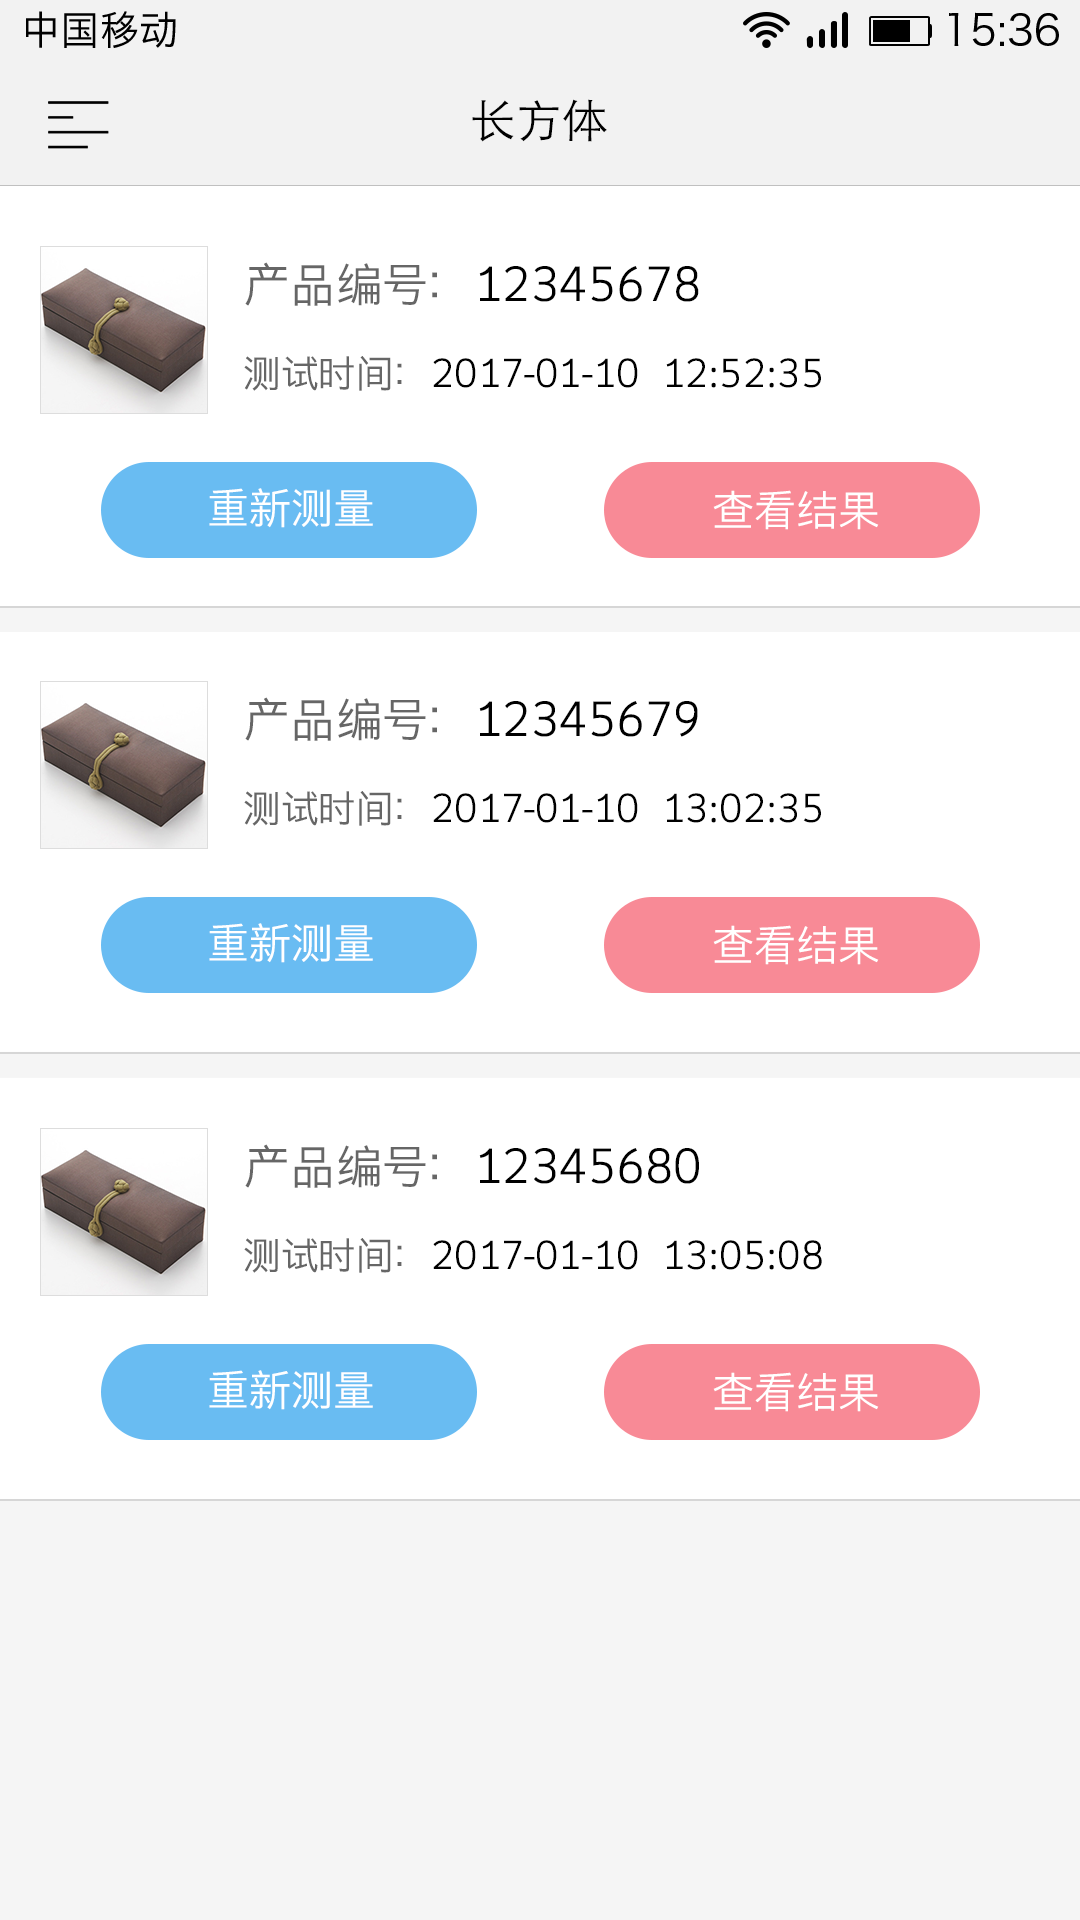 中国移动 15:36
长方体
产品编号: 12345678
测试时间: 2017-01-10 12:52:35
重新测量 查看结果
产品编号: 12345679
测试时间: 2017-01-10 13:02:35
重新测量 查看结果
产品编号: 12345680
测试时间: 2017-01-10 13:05:08
重新测量 查看结果